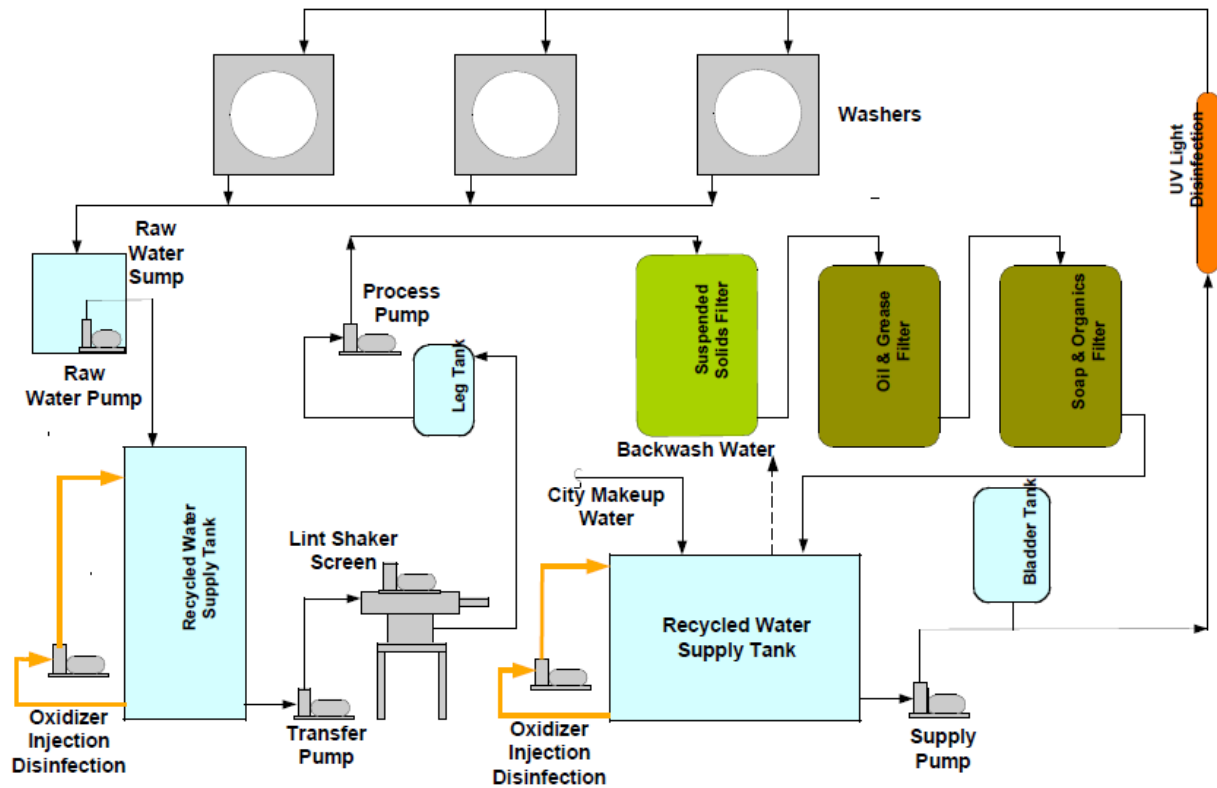 Washers
UV Light
Disinfection
Raw
Water
Sump
Raw
Water Pump
Process
Pump
Leg Tank
Suspended
Solids Filter
Oil & Grease
Filter
Soap & Organics
Filter
Backwash Water
City Makeup
Water
Bladder Tank
Recycled Water
Supply Tank
Lint Shaker
Screen
Recycled Water
Supply Tank
Oxidizer
Injection
Disinfection
Transfer
Pump
Oxidizer
Injection
Disinfection
Supply
Pump